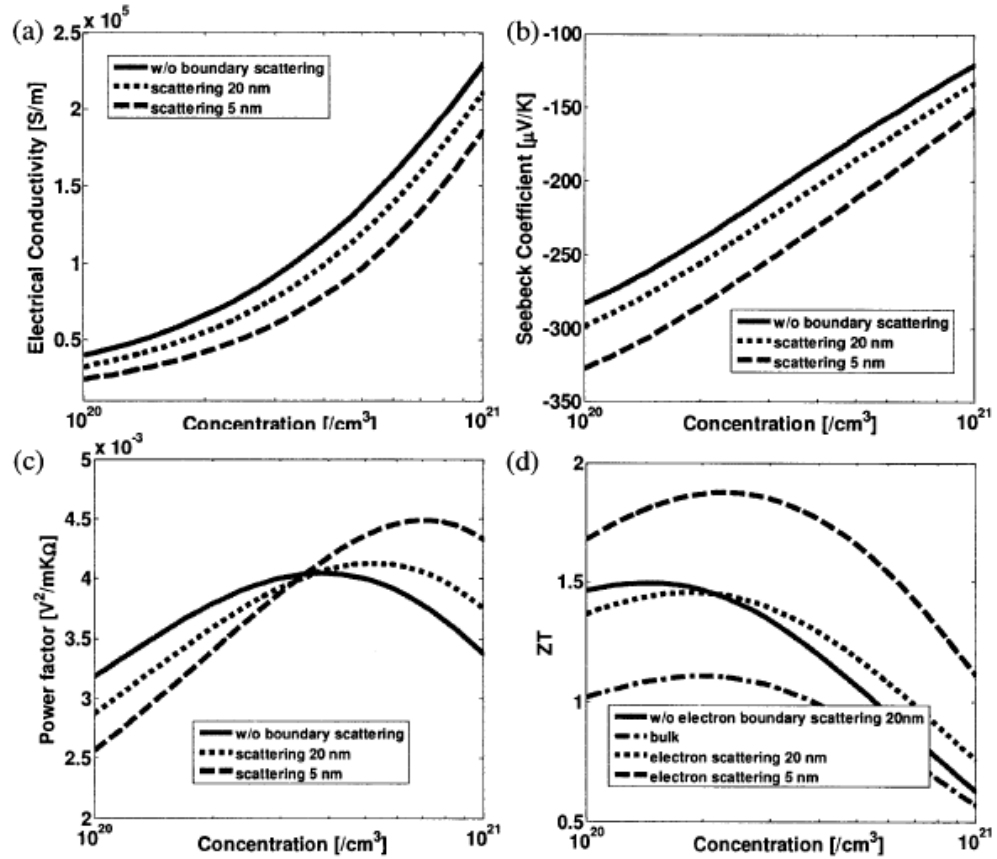 (a)
x 10^5
2.5
2
1.5
1
0.5
Electrical Conductivity [S/m]
w/o boundary scattering
scattering 20 nm
scattering 5 nm
10^20
10^21
Concentration [/cm^3]
(b)
-100
-150
-200
-250
-300
-350
Seebeck Coefficient [μV/K]
w/o boundary scattering
scattering 20 nm
scattering 5 nm
10^20
10^21
Concentration [/cm^3]
(c)
x 10^-3
5
4.5
4
3.5
3
2.5
2
Power factor [V^2/mKΩ]
w/o boundary scattering
scattering 20 nm
scattering 5 nm
10^20
10^21
Concentration [/cm^3]
(d)
2
1.5
1
0.5
ZT
w/o electron boundary scattering 20nm
bulk
electron scattering 20 nm
electron scattering 5 nm
10^20
10^21
Concentration [/cm^3]